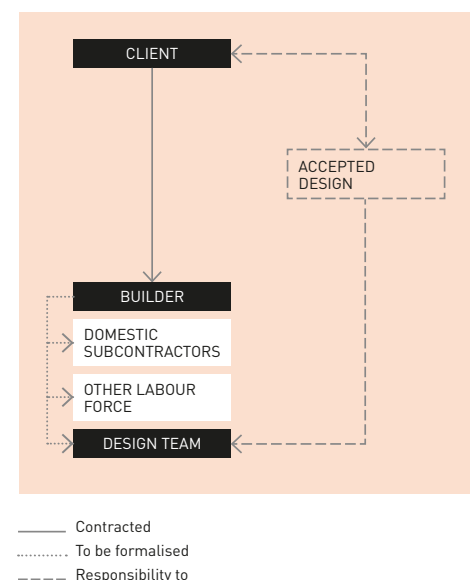 CLIENT
ACCEPTED
DESIGN
BUILDER
DOMESTIC
SUBCONTRACTORS
OTHER LABOUR
FORCE
DESIGN TEAM
Contracted
To be formalised
Responsibility to